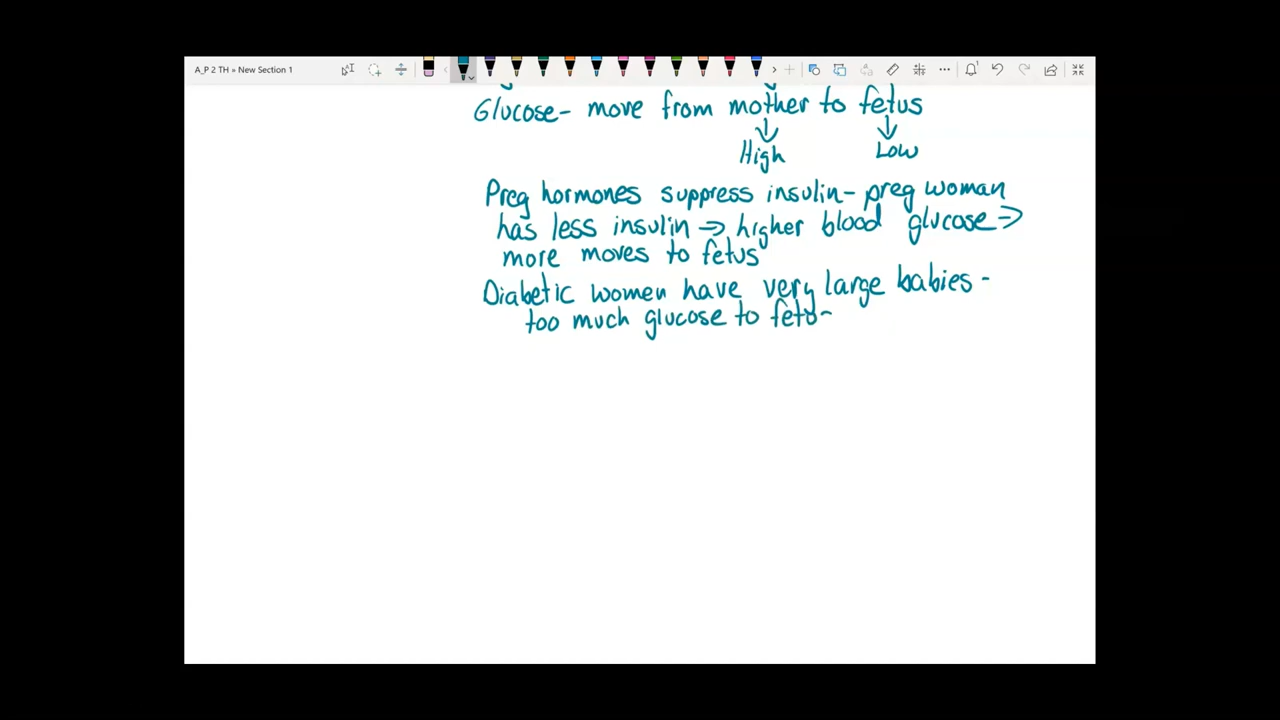 A_P 2 TH » New Section 1
Glucose- move from mother to fetus
High Low
Preg hormones suppress insulin- preg woman
has less insulin → higher blood glucose →
more moves to fetus
Diabetic women have very large babies -
too much glucose to feto-